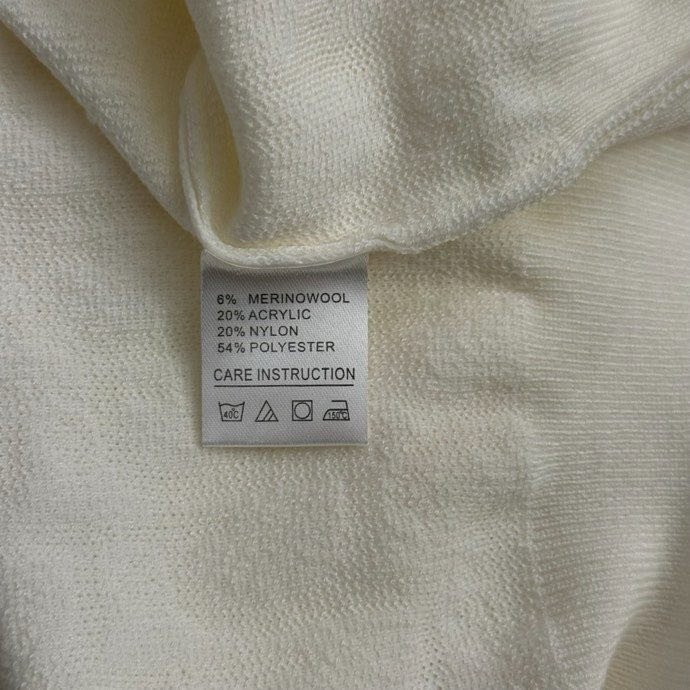 6% MERINOWOOL
20% ACRYLIC
20% NYLON
54% POLYESTER
CARE INSTRUCTION
40℃ 150℃